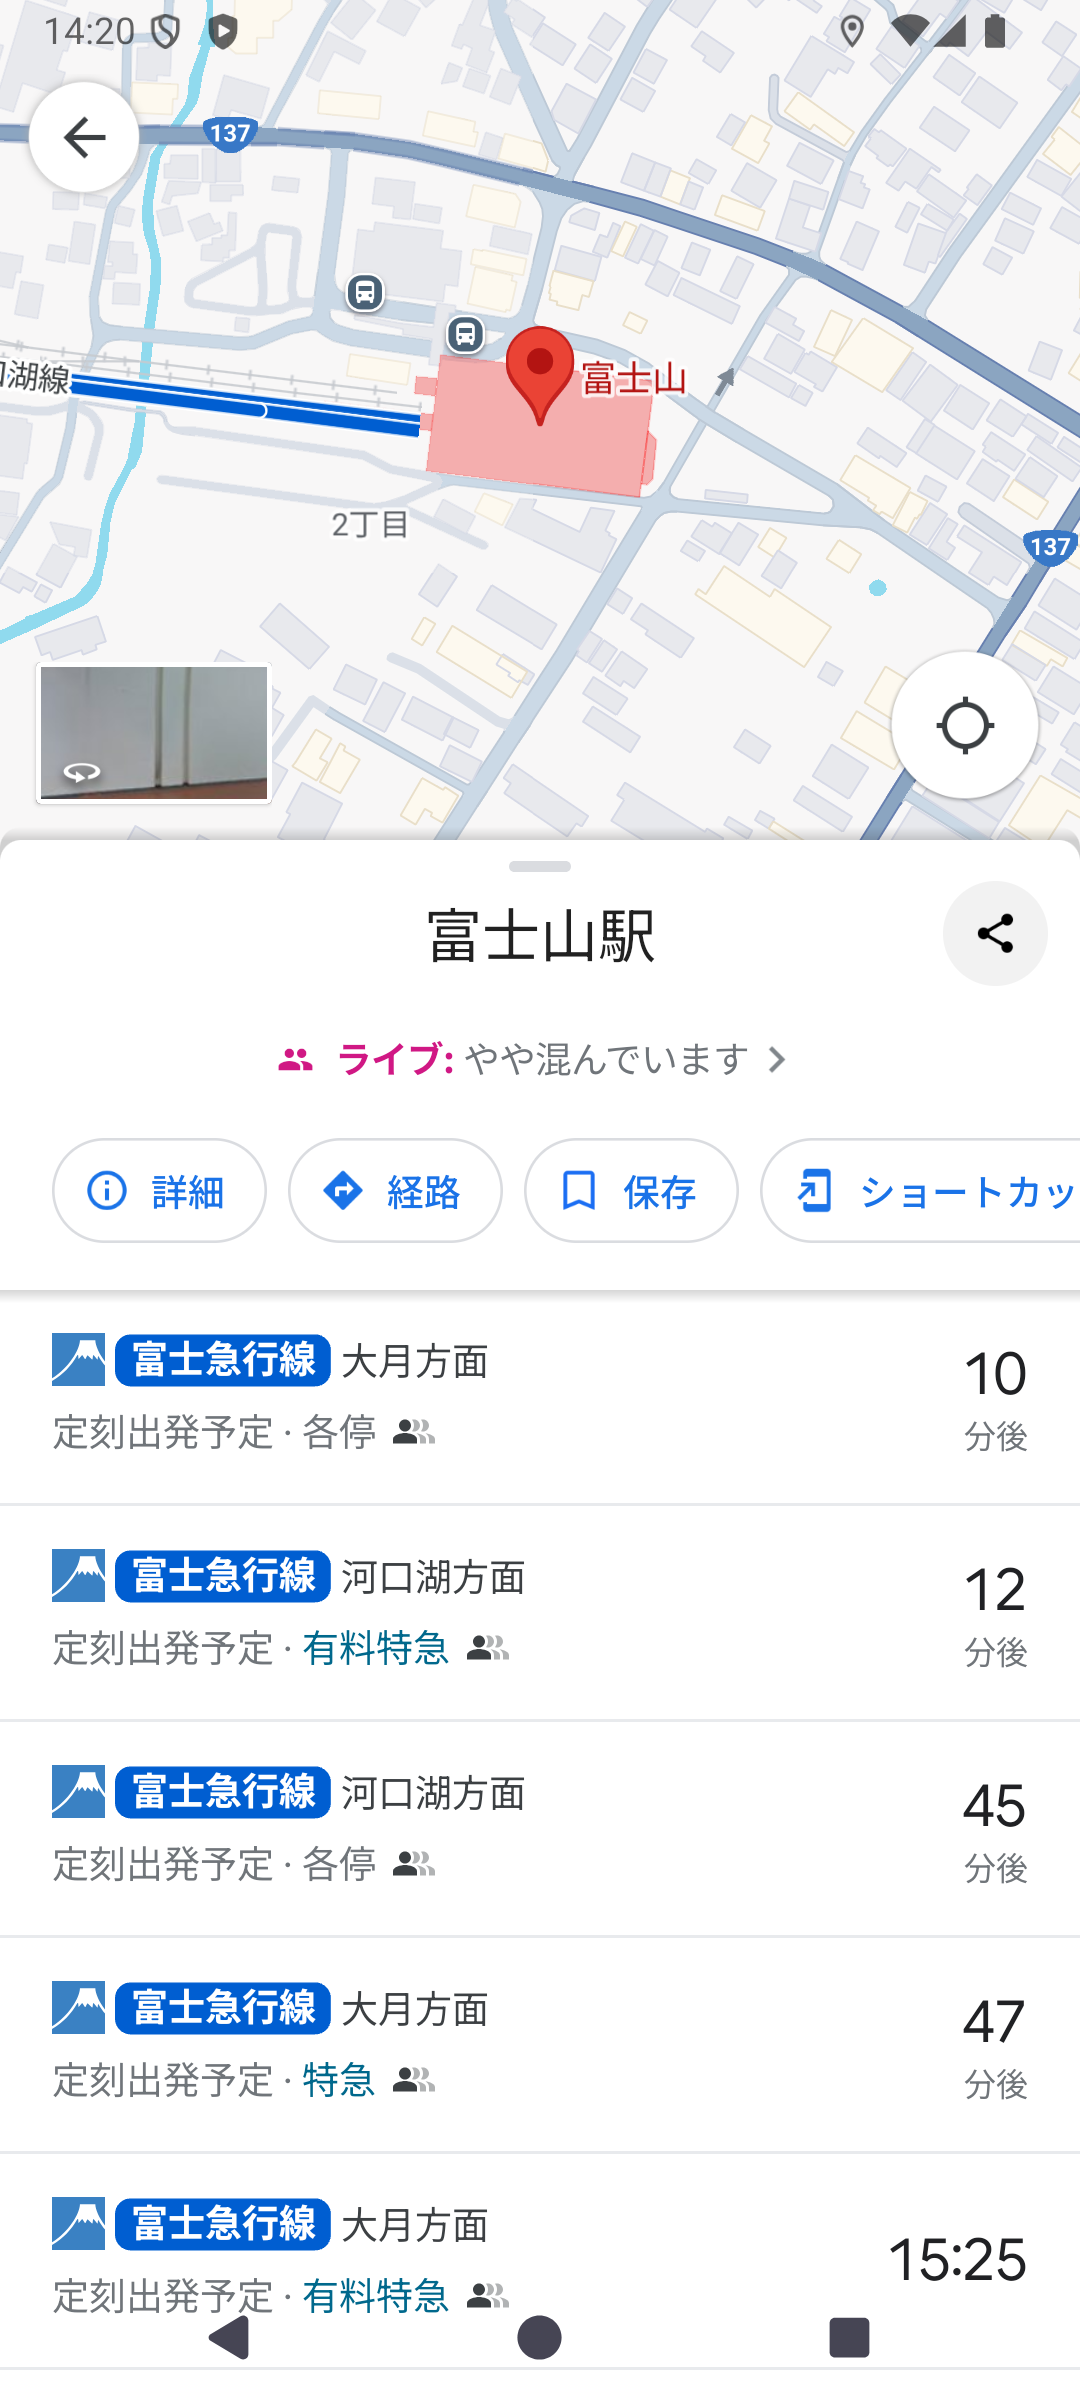 14:20
137
口湖線
富士山
2丁目
137
富士山駅
ライブ: やや混んでいます
詳細
経路
保存
ショートカッ
富士急行線 大月方面
10
定刻出発予定 · 各停
分後
富士急行線 河口湖方面
12
定刻出発予定 · 有料特急
分後
富士急行線 河口湖方面
45
定刻出発予定 · 各停
分後
富士急行線 大月方面
47
定刻出発予定 · 特急
分後
富士急行線 大月方面
15:25
定刻出発予定 · 有料特急